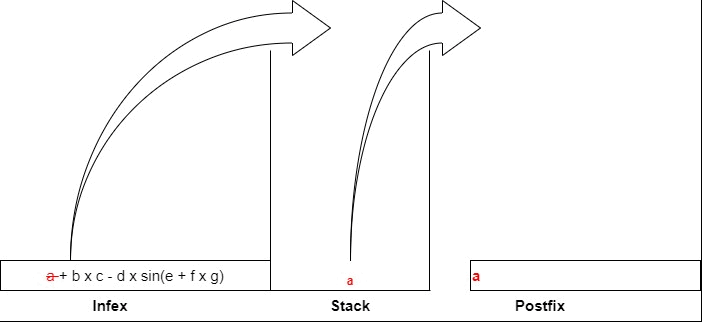 a + b x c - d x sin(e + f x g)
a
a
Infex
Stack
Postfix